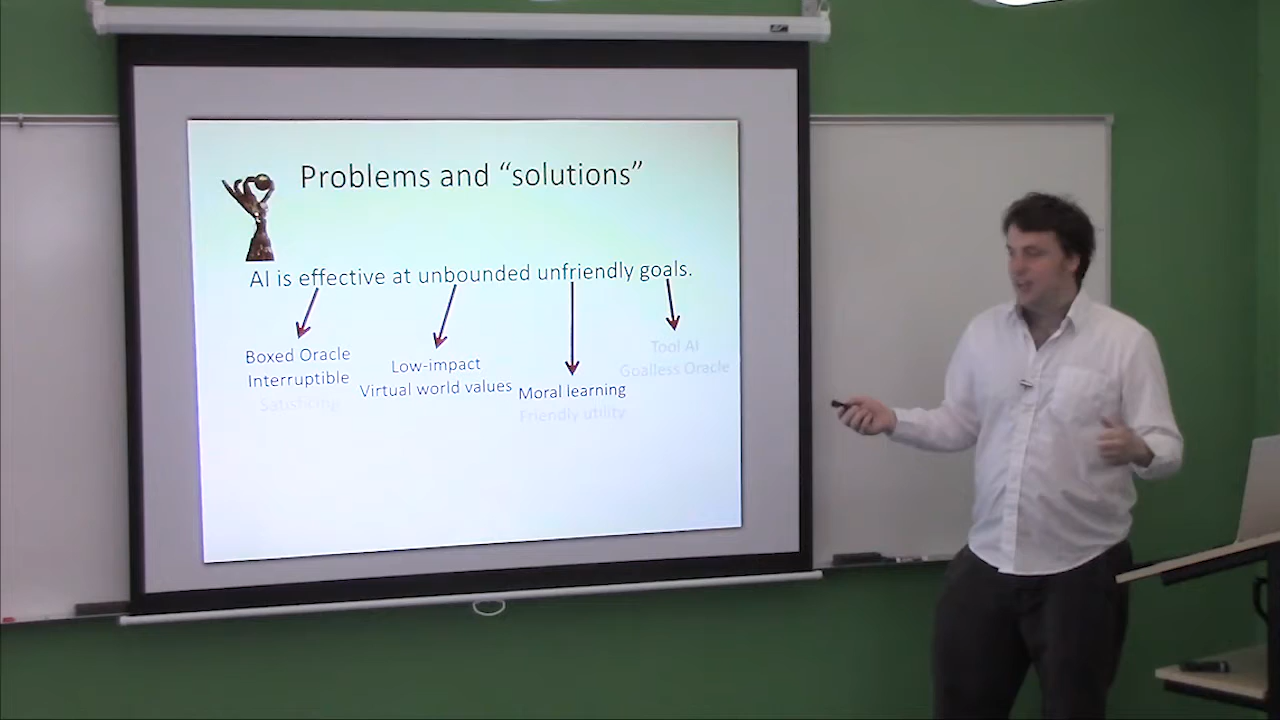 Problems and “solutions”
AI is effective at unbounded unfriendly goals.
Boxed Oracle
Interruptible
Satisficing
Low-impact
Virtual world values
Moral learning
Friendly utility
Tool AI
Goalless Oracle